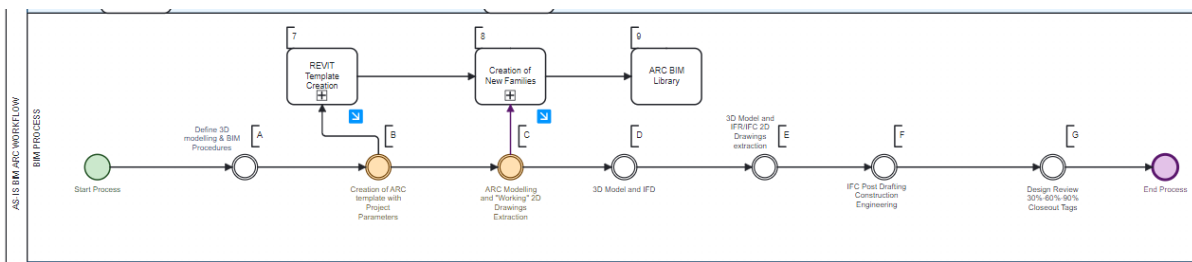 AS-IS BIM ARC WORKFLOW
BIM PROCESS
7
REVIT
Template
Creation
8
Creation of
New Families
9
ARC BIM
Library
Start Process
Define 3D
modelling & BIM
Procedures
A
B
Creation of ARC
template with
Project
Parameters
C
ARC Modelling
and "Working" 2D
Drawings
Extraction
D
3D Model and IFD
3D Model and
IFR/IFC 2D
Drawings
extraction
E
F
IFC Post Drafting
Construction
Engineering
G
Design Review
30%-60%-90%
Closeout Tags
End Process